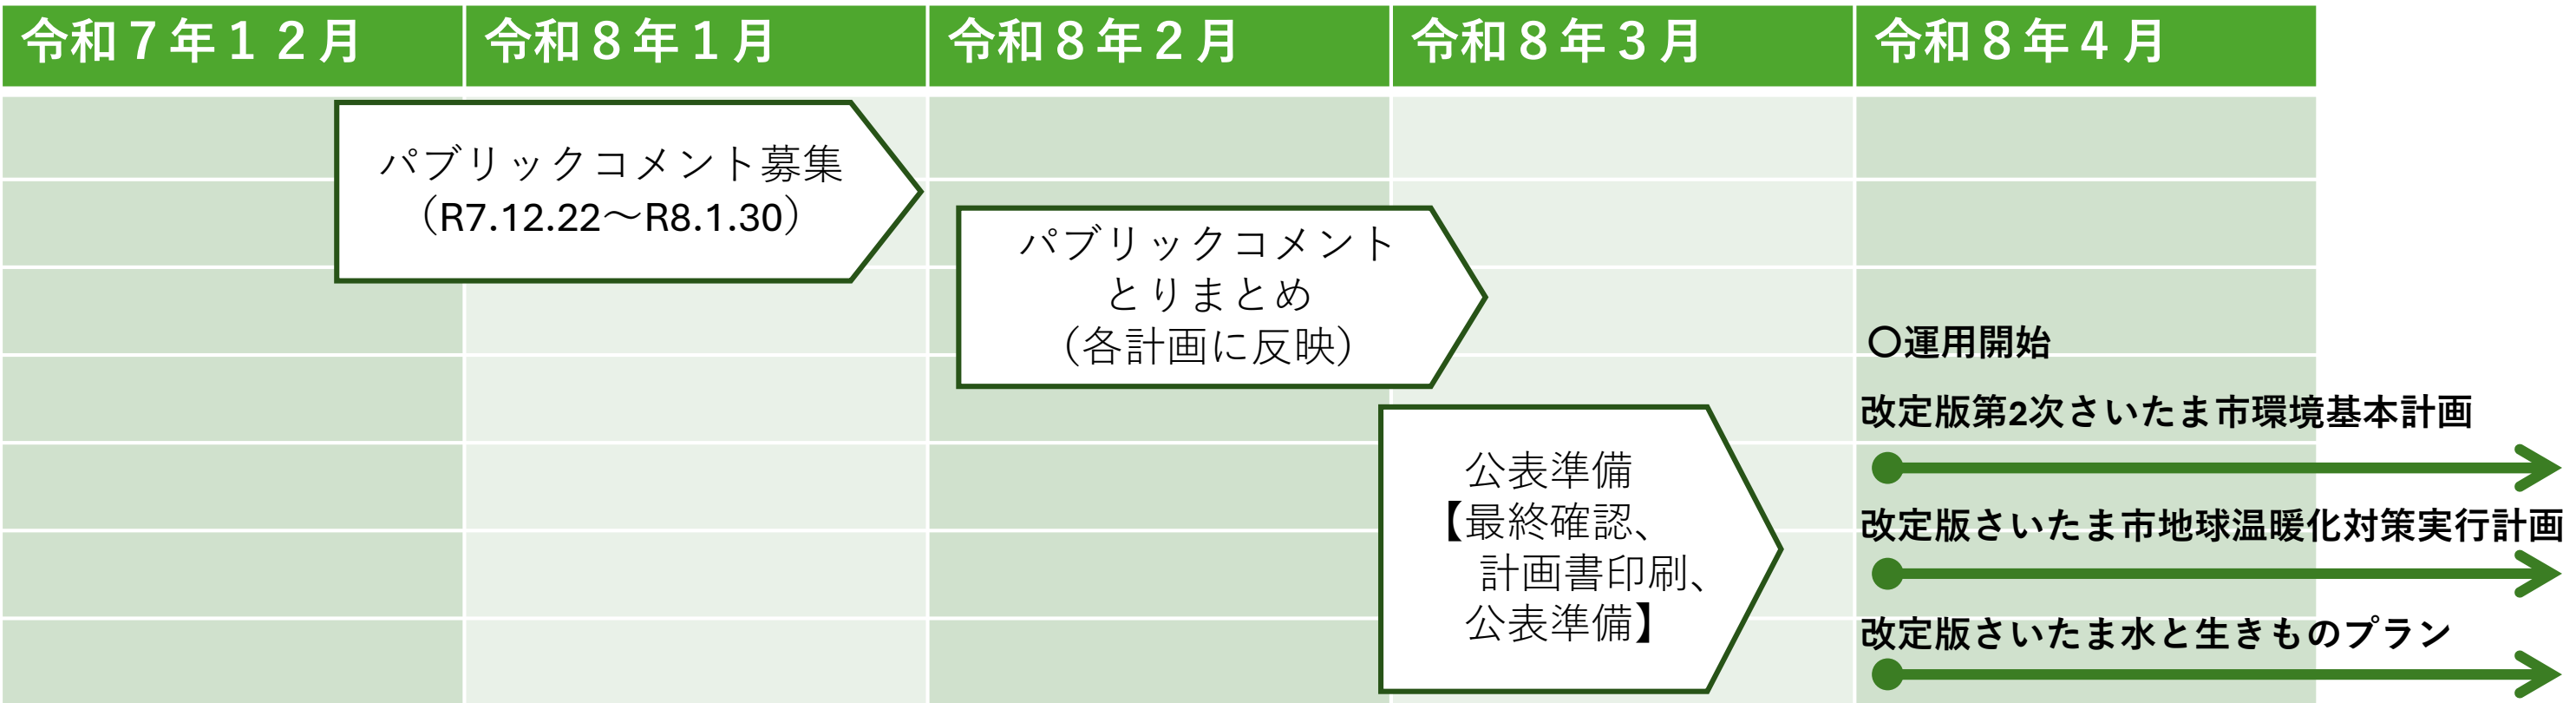 令和７年１２月
令和８年１月
令和８年２月
令和８年３月
令和８年４月
パブリックコメント募集
（R7.12.22～R8.1.30）
パブリックコメント
とりまとめ
（各計画に反映）
公表準備
【最終確認、
計画書印刷、
公表準備】
〇運用開始
改定版第2次さいたま市環境基本計画
改定版さいたま市地球温暖化対策実行計画
改定版さいたま水と生きものプラン